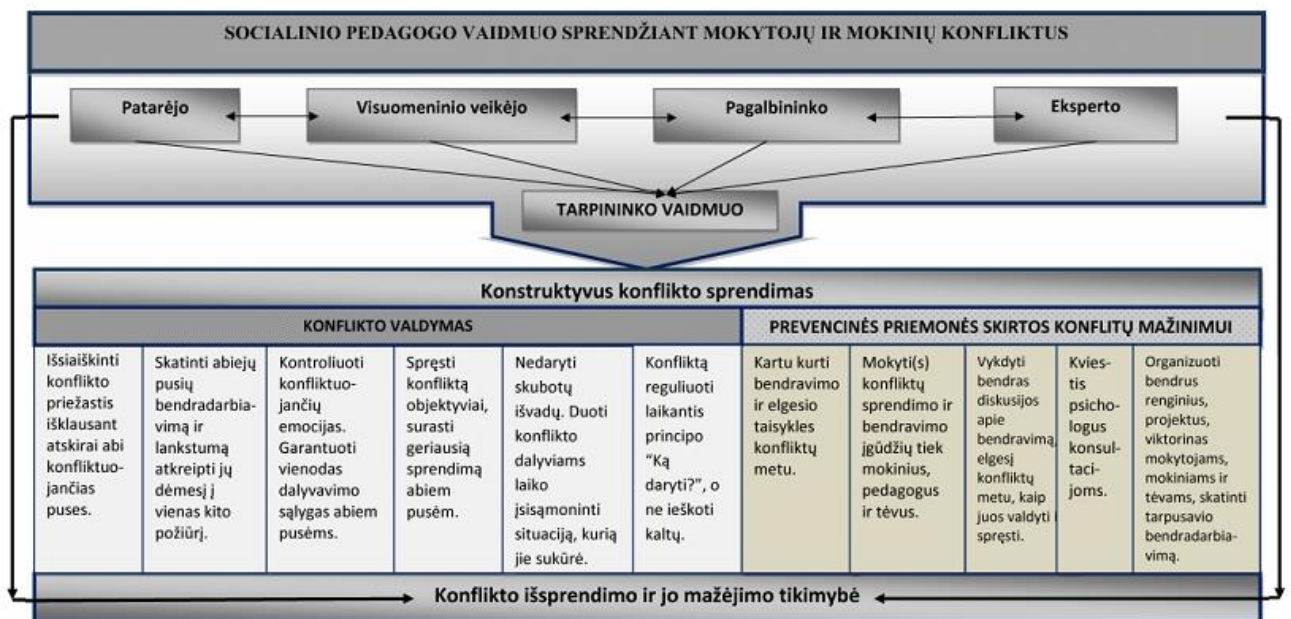 SOCIALINIO PEDAGOGO VAIDMUO SPRENDŽIANT MOKYTOJŲ IR MOKINIŲ KONFLIKTUS
Patarėjo
Visuomeninio veikėjo
Pagalbininko
Eksperto
TARPININKO VAIDMUO
Konstruktyvus konflikto sprendimas
KONFLIKTO VALDYMAS
PREVENCINĖS PRIEMONĖS SKIRTOS KONFLITŲ MAŽINIMUI
Išsiaiškinti
konflikto
priežastis
išklausant
atskirai abi
konfliktuo-
jančias
puses.
Skatinti abiejų
pusių
bendradarbia-
vimą ir
lankstumą
atkreipti jų
dėmesį į
vienas kito
požiūrį.
Kontroliuoti
konfliktuo-
jančių
emocijas.
Garantuoti
vienodas
dalyvavimo
sąlygas abiem
pusėms.
Spręsti
konfliktą
objektyviai,
surasti
geriausią
sprendimą
abiem
pusėm.
Nedaryti
skubotų
išvadų. Duoti
konflikto
dalyviams
laiko
įsisąmoninti
situaciją, kurią
jie sukūrė.
Konfliktą
reguliuoti
laikantis
principo
“Ką
daryti?”, o
ne ieškoti
kaltų.
Kartu kurti
bendravimo
ir elgesio
taisykles
konfliktų
metu.
Mokyti(s)
konfliktų
sprendimo ir
bendravimo
įgūdžių tiek
mokinius,
pedagogus
ir tėvus.
Vykdyti
bendras
diskusijos
apie
bendravimą,
elgesį
konfliktų
metu, kaip
juos valdyti i
spręsti.
Kvies-
tis
psicho-
logus
konsul-
taci-
joms.
Organizuoti
bendrus
renginius,
projektus,
viktorinas
mokytojams,
mokiniams ir
tėvams, skatinti
tarpusavio
bendradarbia-
vimą.
Konflikto išsprendimo ir jo mažėjimo tikimybė